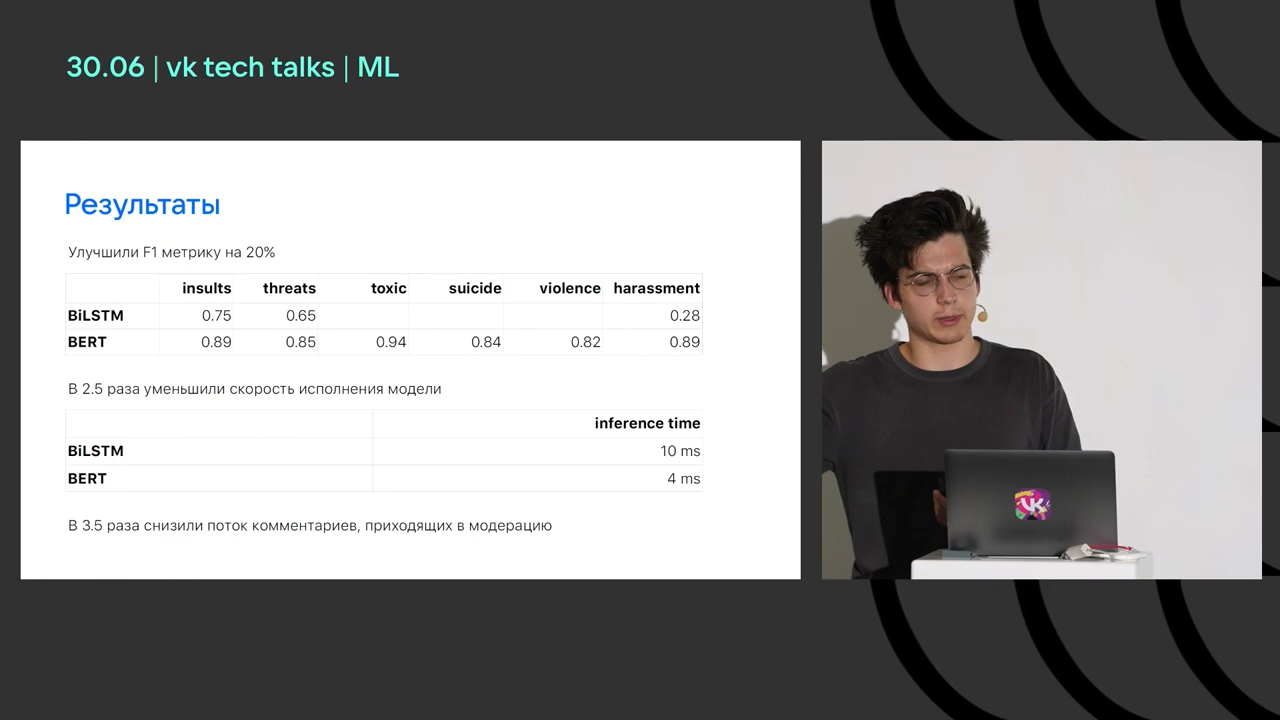 30.06 | vk tech talks | ML
Результаты
Улучшили F1 метрику на 20%
insults threats toxic suicide violence harassment
BiLSTM 0.75 0.65 0.28
BERT 0.89 0.85 0.94 0.84 0.82 0.89
В 2.5 раза уменьшили скорость исполнения модели
inference time
BiLSTM 10 ms
BERT 4 ms
В 3.5 раза снизили поток комментариев, приходящих в модерацию
VK